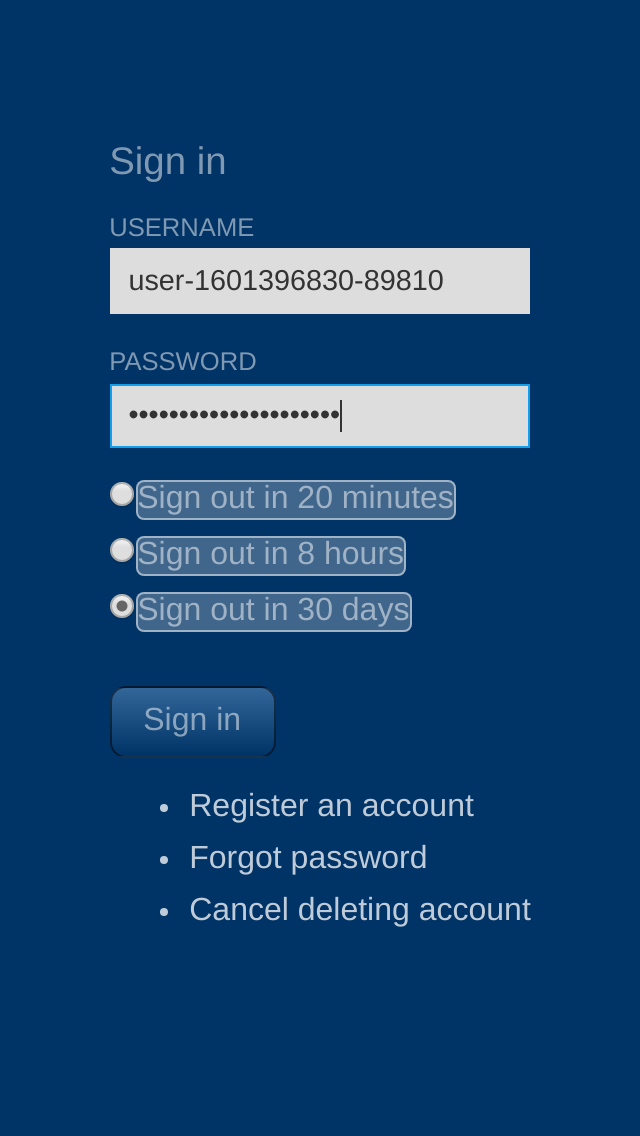 Sign in
USERNAME
user-1601396830-89810
PASSWORD
•••••••••••••••••••••
Sign out in 20 minutes
Sign out in 8 hours
Sign out in 30 days
Sign in
• Register an account
• Forgot password
• Cancel deleting account